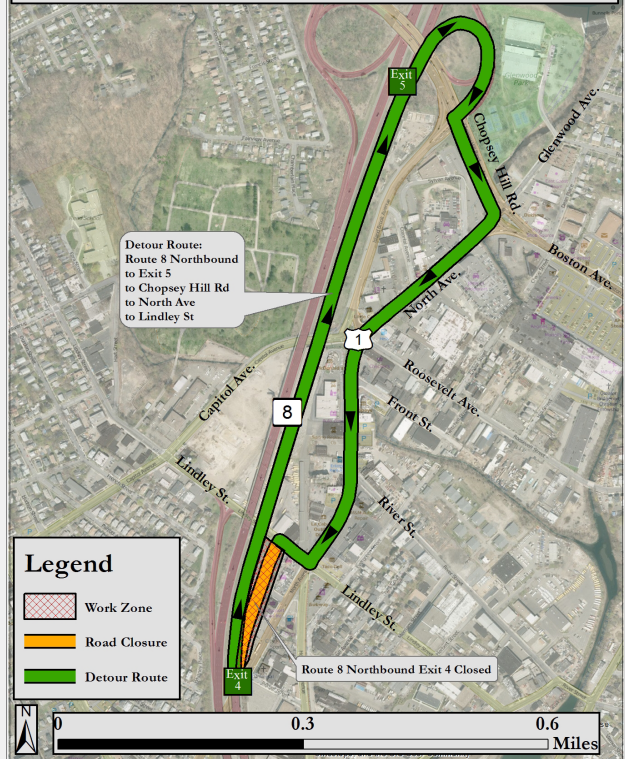 Exit
5
Glenwood Ave.
Chopsey Hill Rd.
Detour Route:
Route 8 Northbound
to Exit 5
to Chopsey Hill Rd
to North Ave
to Lindley St
Boston Ave.
North Ave.
1
Capitol Ave.
Roosevelt Ave.
8
Front St.
Lindley St.
River St.
Legend
Work Zone
Road Closure
Detour Route
Lindley St.
Route 8 Northbound Exit 4 Closed
Exit
4
N
0 0.3 0.6
Miles